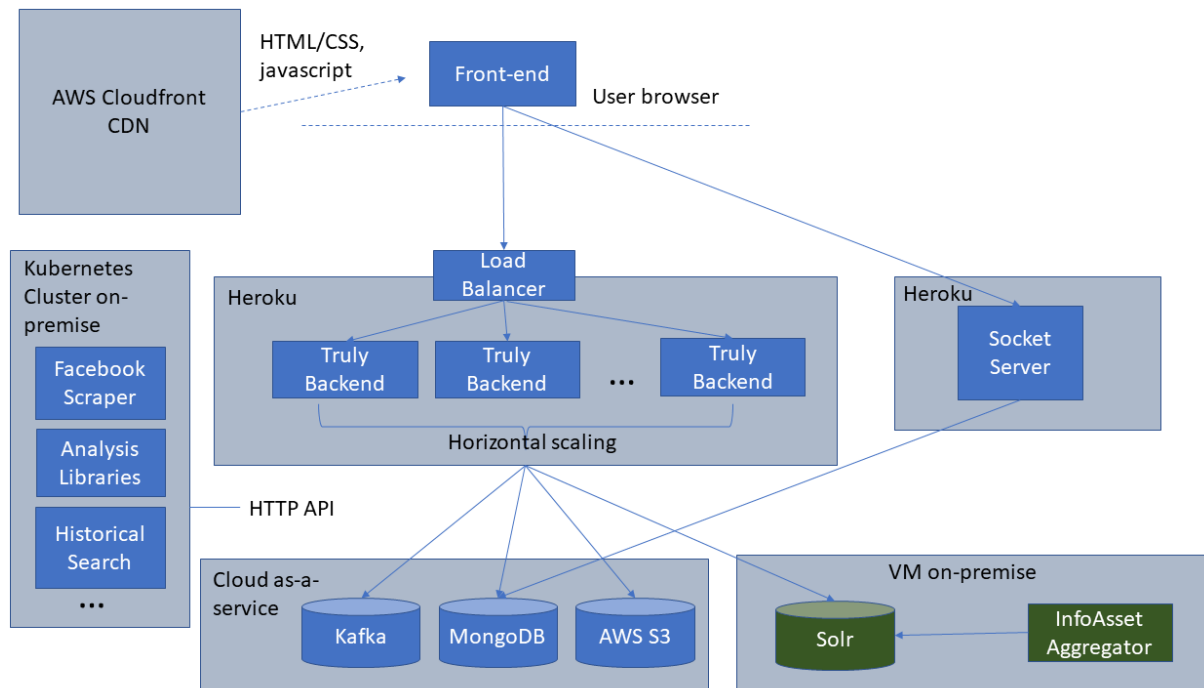 AWS Cloudfront
CDN
HTML/CSS,
javascript
Front-end
User browser
Kubernetes
Cluster on-
premise
Facebook
Scraper
Analysis
Libraries
Historical
Search
...
HTTP API
Heroku
Load
Balancer
Truly
Backend
Truly
Backend
...
Truly
Backend
Horizontal scaling
Heroku
Socket
Server
Cloud as-a-
service
Kafka
MongoDB
AWS S3
VM on-premise
Solr
InfoAsset
Aggregator